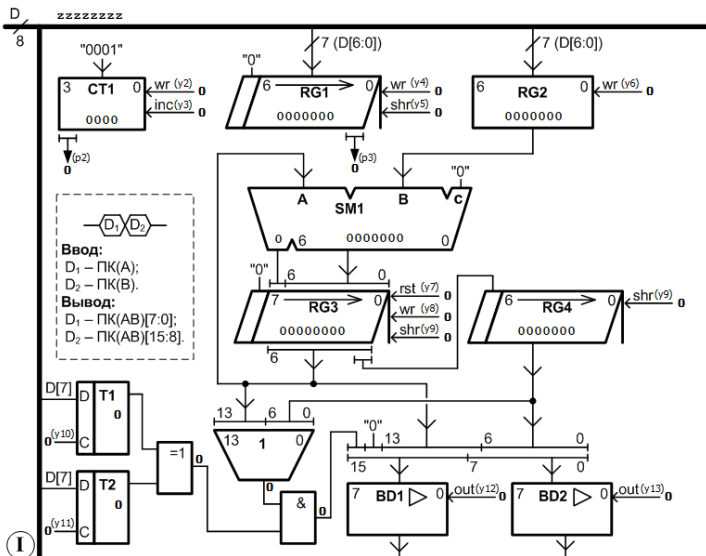 D zzzzzzzz
8
"0001"
3 CT1 0
0000
wr (y2) 0
inc(y3) 0
(p2)
0
7 (D[6:0])
"0"
6 0
RG1
0000000
wr (y4) 0
shr(y5) 0
(p3)
0
7 (D[6:0])
6 RG2 0
0000000
wr(y6) 0
D₁ D₂
Ввод:
D₁ – ПК(A);
D₂ – ПК(B).
Вывод:
D₁ – ПК(AB)[7:0];
D₂ – ПК(AB)[15:8].
"0"
A B C
SM1
0 6 0000000 0
6 0
"0"
7 RG3 0
00000000
rst (y7) 0
wr (y8) 0
shr(y9) 0
6
6 RG4 0
0000000
shr(y9) 0
D[7]
D T1
0
0(y10) C
D[7]
D T2
0
0(y11) C
=1
0
13 6 0
13 1 0
0
&
0
"0" 13 6 0
15 7 0
7 BD1 0
out(y12) 0
7 BD2 0
out(y13) 0
I